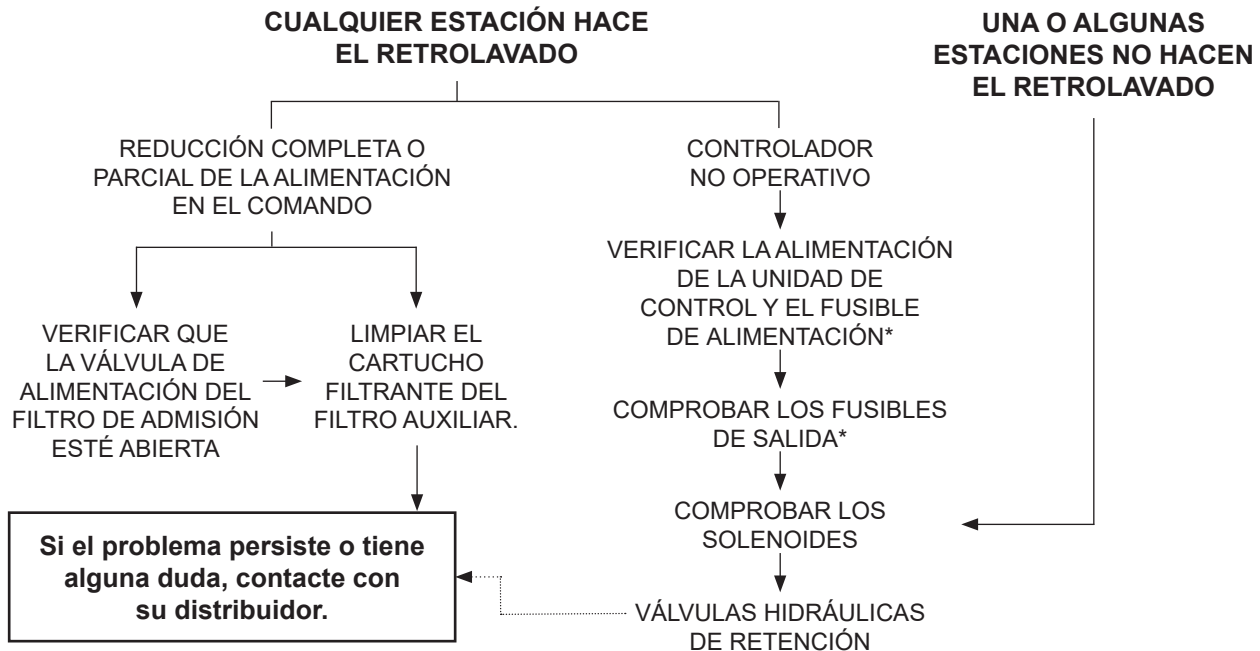 CUALQUIER ESTACIÓN HACE
EL RETROLAVADO
UNA O ALGUNAS
ESTACIONES NO HACEN
EL RETROLAVADO
REDUCCIÓN COMPLETA O
PARCIAL DE LA ALIMENTACIÓN
EN EL COMANDO
CONTROLADOR
NO OPERATIVO
VERIFICAR LA ALIMENTACIÓN
DE LA UNIDAD DE
CONTROL Y EL FUSIBLE
DE ALIMENTACIÓN*
VERIFICAR QUE
LA VÁLVULA DE
ALIMENTACIÓN DEL
FILTRO DE ADMISIÓN
ESTÉ ABIERTA
LIMPIAR EL
CARTUCHO
FILTRANTE DEL
FILTRO AUXILIAR.
COMPROBAR LOS FUSIBLES
DE SALIDA*
COMPROBAR LOS
SOLENOIDES
Si el problema persiste o tiene
alguna duda, contacte con
su distribuidor.
VÁLVULAS HIDRÁULICAS
DE RETENCIÓN